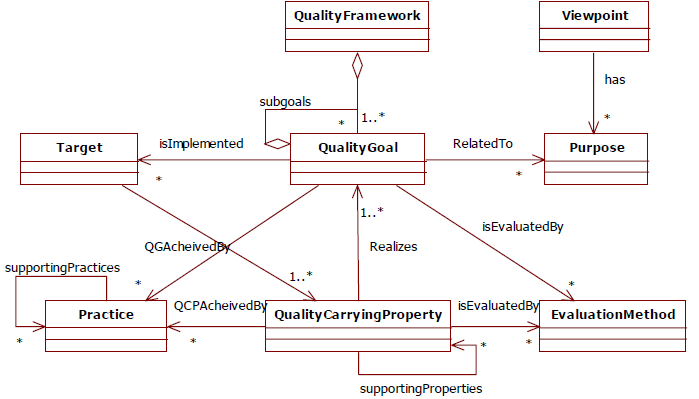 QualityFramework
Viewpoint
has
subgoals
1..*
*
*
isImplemented
RelatedTo
Target
QualityGoal
Purpose
*
*
1..*
isEvaluatedBy
QGAcheivedBy
Realizes
supportingPractices
*
1..*
*
QCPAcheivedBy
isEvaluatedBy
Practice
QualityCarryingProperty
EvaluationMethod
*
*
*
*
supportingProperties